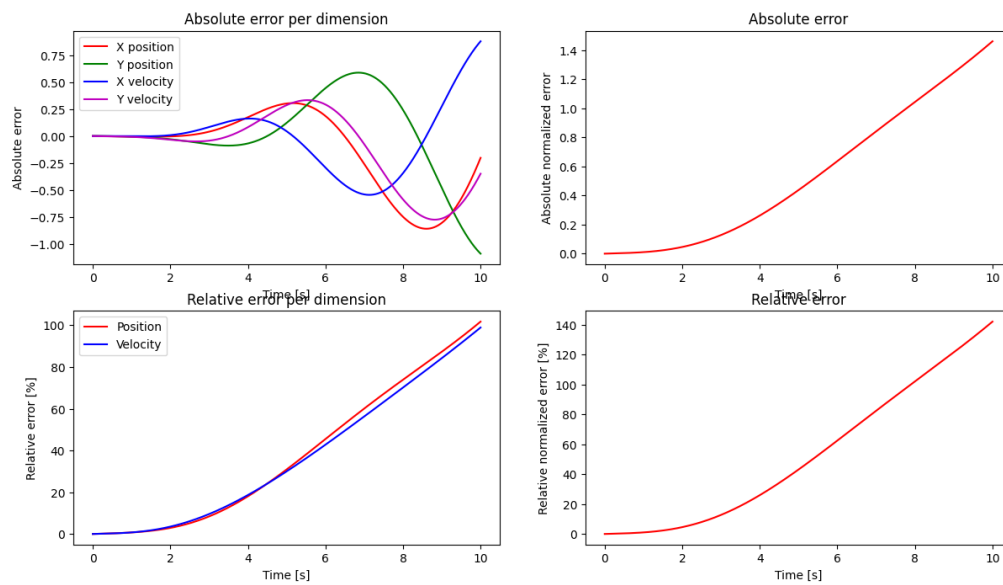 Absolute error per dimension
Absolute error
0.75
0.50
0.25
0.00
−0.25
−0.50
−0.75
−1.00
X position
Y position
X velocity
Y velocity
0 2 4 6 8 10
Time [s]
Absolute error
Absolute normalized error
1.4
1.2
1.0
0.8
0.6
0.4
0.2
0.0
0 2 4 6 8 10
Time [s]
Relative error per dimension
Relative error [%]
100
80
60
40
20
0
Position
Velocity
0 2 4 6 8 10
Time [s]
Relative error
Relative normalized error [%]
140
120
100
80
60
40
20
0
0 2 4 6 8 10
Time [s]